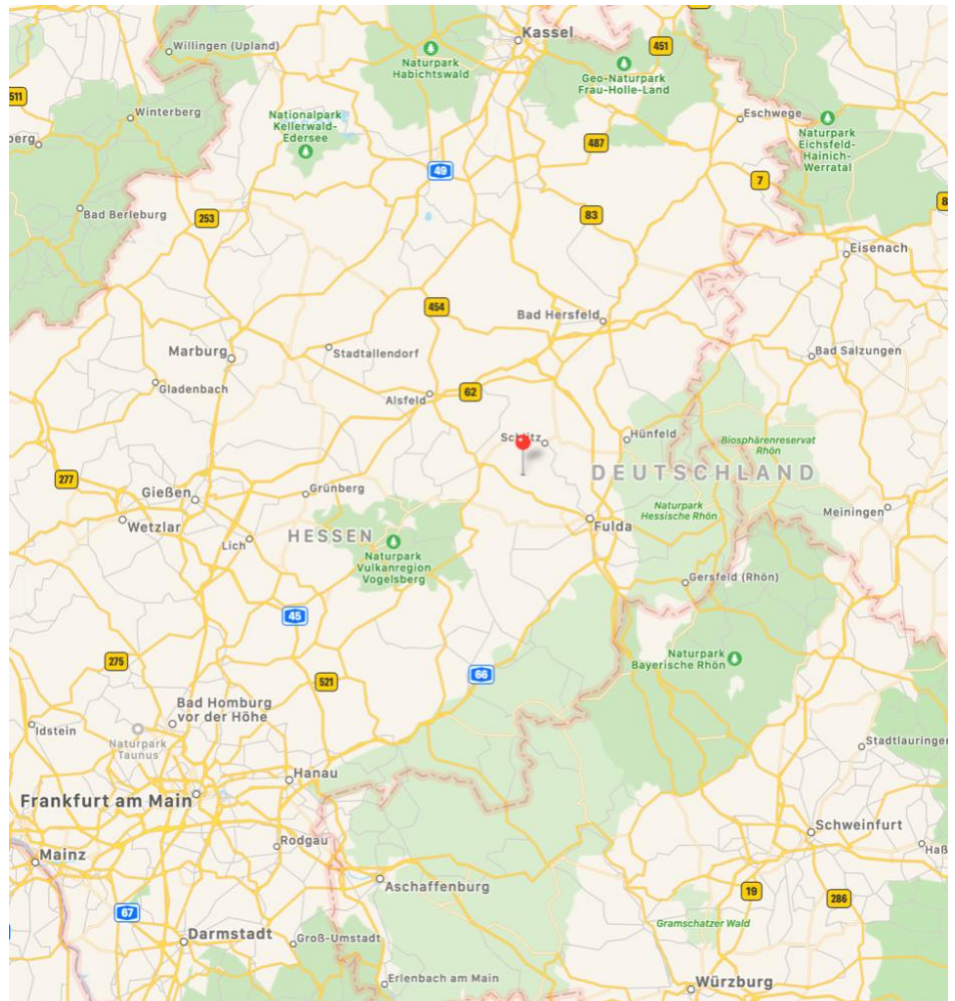 Kassel
451
Willingen (Upland)
Naturpark
Habichtswald
Geo-Naturpark
Frau-Holle-Land
511
Winterberg
Nationalpark
Kellerwald-
Edersee
Eschwege
Naturpark
Eichsfeld-
Hainich-
Werratal
berg
487
49
7
Bad Berleburg
253
83
8
Eisenach
454
Bad Hersfeld
Marburg
Stadtallendorf
Bad Salzungen
Gladenbach
Alsfeld
62
Hünfeld
Biosphärenreservat
Rhön
277
DEUTSCHLAND
Gießen
Grünberg
Naturpark
Hessische Rhön
Meiningen
Wetzlar
Fulda
Lich
HESSEN
Naturpark
Vulkanregion
Vogelsberg
Gersfeld (Rhön)
45
275
521
66
Naturpark
Bayerische Rhön
Bad Homburg
vor der Höhe
Idstein
Naturpark
Taunus
Stadtlauringen
Hanau
Frankfurt am Main
Rodgau
Schweinfurt
Mainz
Haß
Aschaffenburg
19
286
67
Gramschatzer Wald
Darmstadt
Groß-Umstadt
Erlenbach am Main
Würzburg